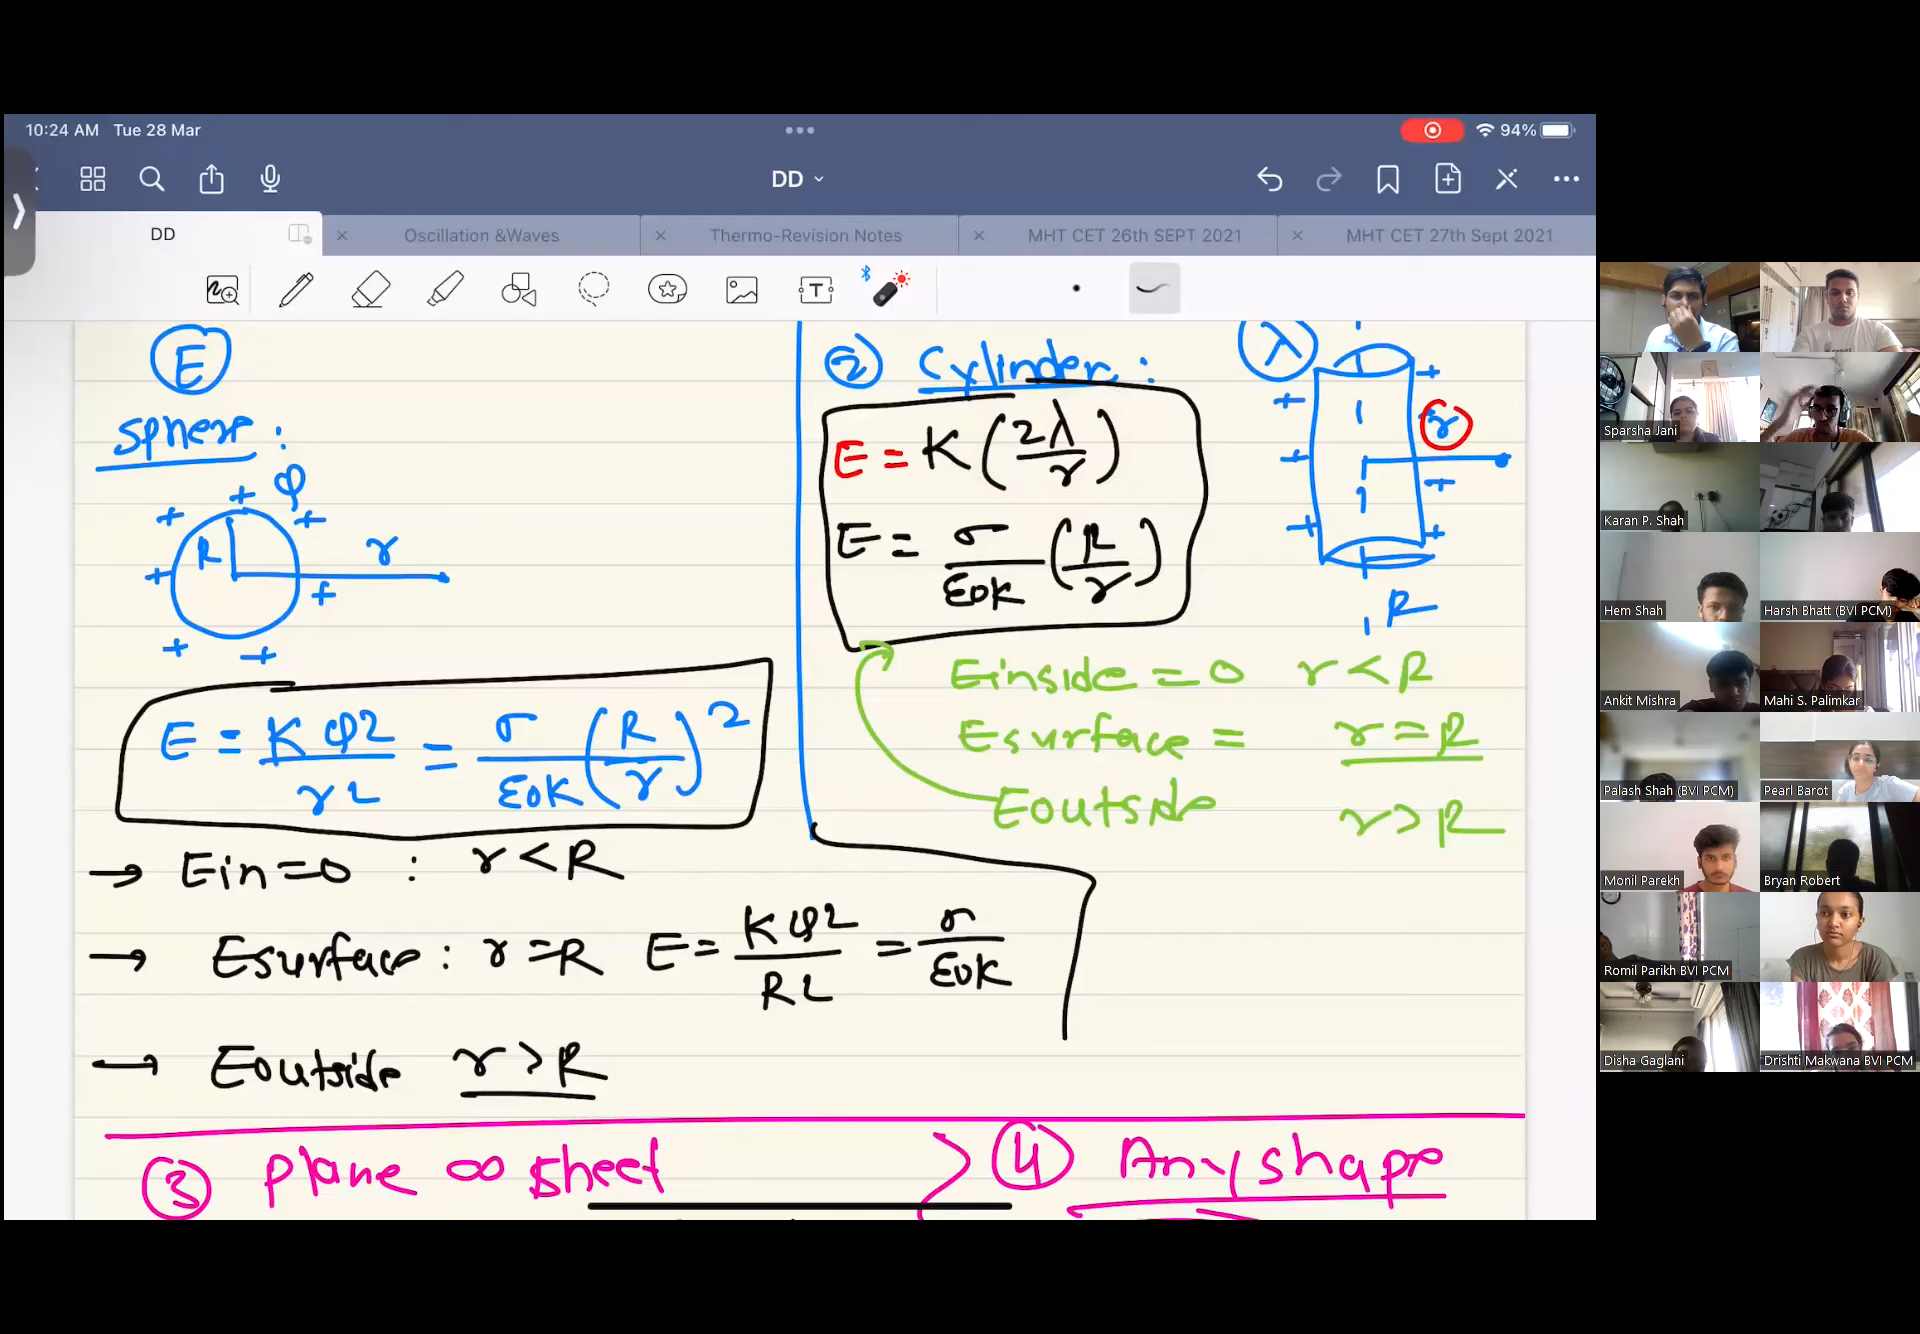 10:24 AM Tue 28 Mar
94%
DD
DD
Oscillation &Waves
Thermo-Revision Notes
MHT CET 26th SEPT 2021
MHT CET 27th Sept 2021
E
Sphere :
φ
R
r
E = Kφ2/r2 = σ/ε0K (R/r)2
→ Ein=0 : r<R
→ Esurface : r=R E = Kφ2/R2 = σ/ε0K
→ Eoutside r>R
② Cylinder :
λ
E = K(2λ/r)
E = σ/ε0K (R/r)
r
R
Einside = 0 r<R
Esurface = r=R
Eoutside r>R
③ Plane ∞ sheet
④ Any shape
Sparsha Jani
Karan P. Shah
Hem Shah
Harsh Bhatt (BVI PCM)
Ankit Mishra
Mahi S. Palimkar
Palash Shah (BVI PCM)
Pearl Barot
Monil Parekh
Bryan Robert
Romil Parikh BVI PCM
Disha Gaglani
Drishti Makwana BVI PCM